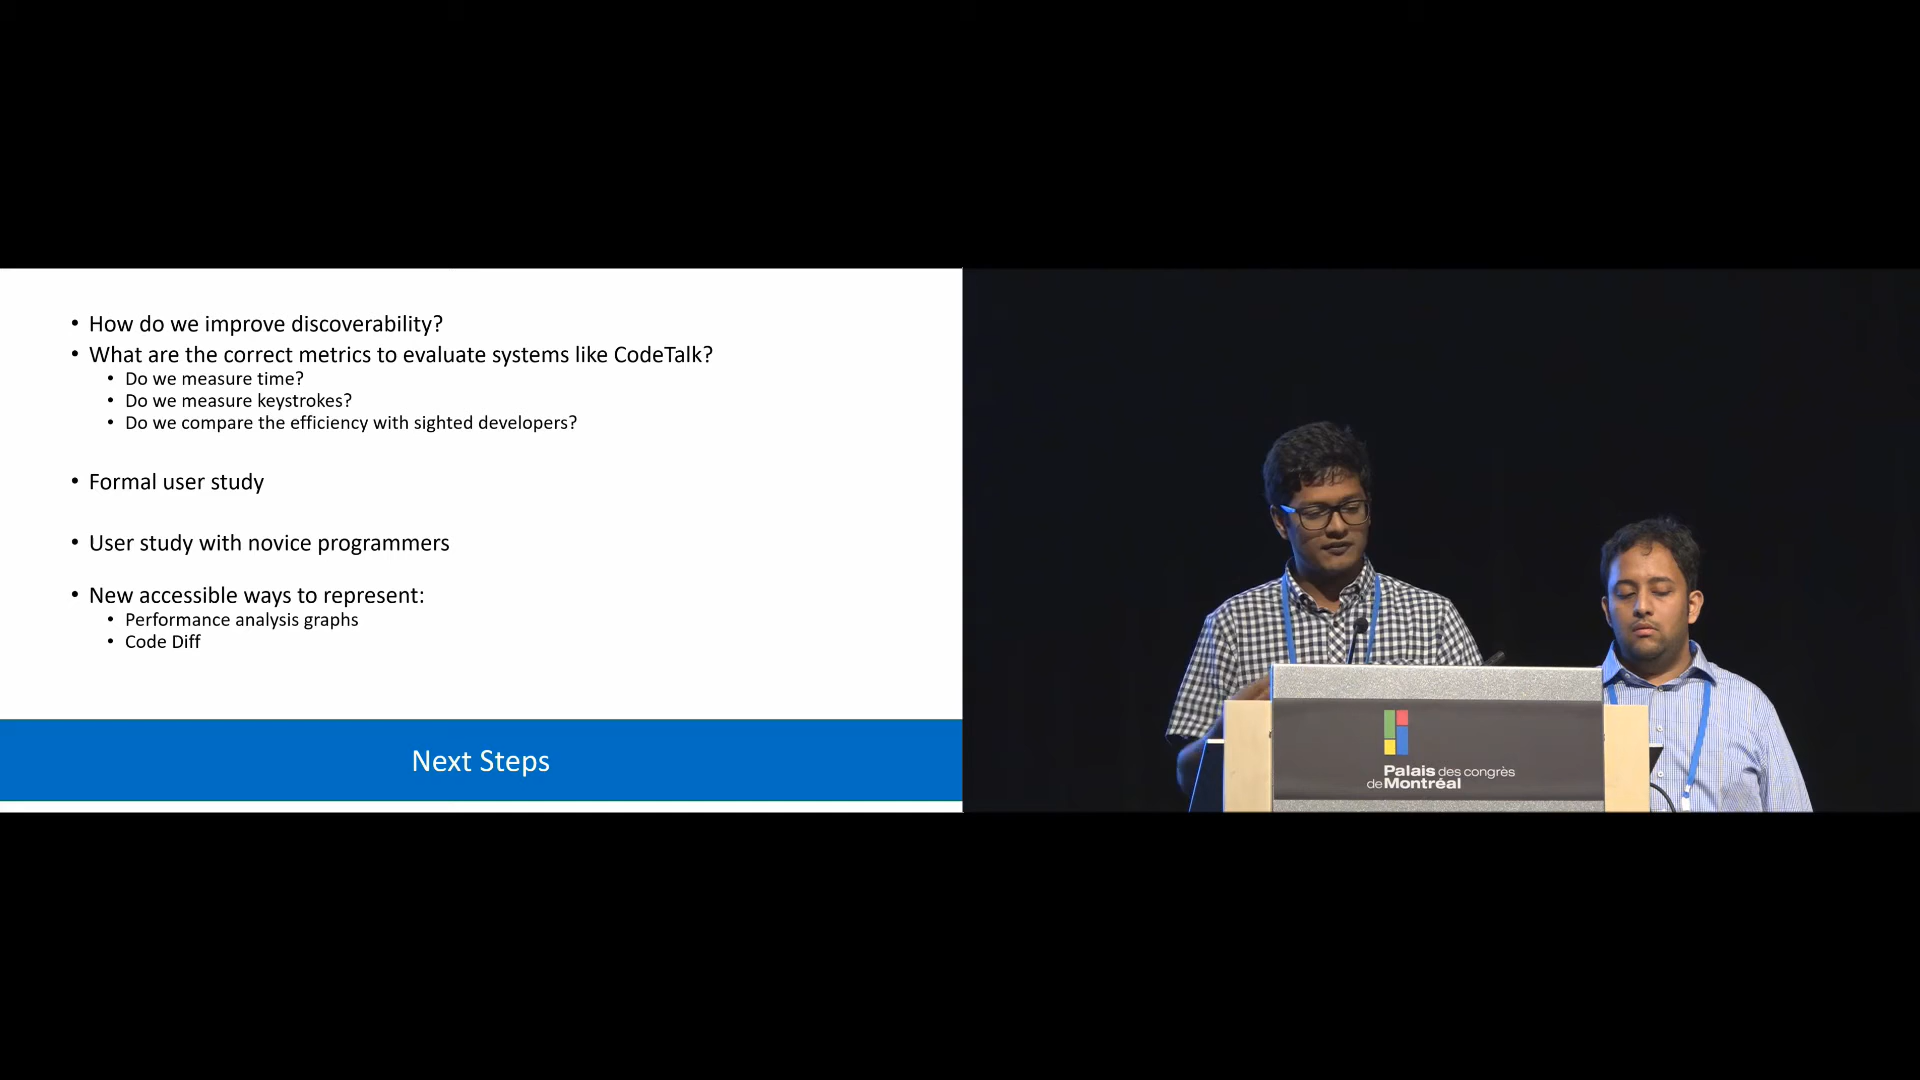 • How do we improve discoverability?
• What are the correct metrics to evaluate systems like CodeTalk?
• Do we measure time?
• Do we measure keystrokes?
• Do we compare the efficiency with sighted developers?
• Formal user study
• User study with novice programmers
• New accessible ways to represent:
• Performance analysis graphs
• Code Diff
Next Steps
Palais des congrès
de Montréal